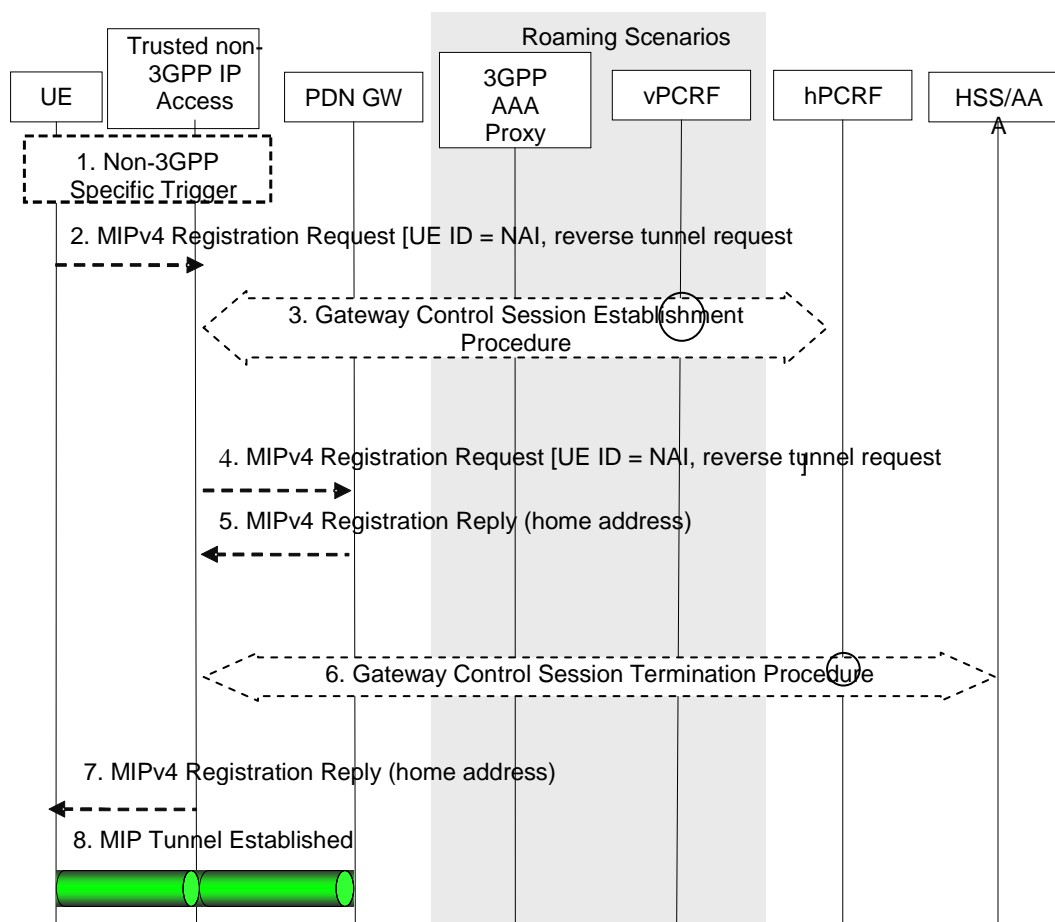 Roaming Scenarios
UE
Trusted non-
3GPP IP
Access
PDN GW
3GPP
AAA
Proxy
vPCRF
hPCRF
HSS/AA
A
1. Non-3GPP
Specific Trigger
2. MIPv4 Registration Request [UE ID = NAI, reverse tunnel request
3. Gateway Control Session Establishment
Procedure
4. MIPv4 Registration Request [UE ID = NAI, reverse tunnel request
]
5. MIPv4 Registration Reply (home address)
6. Gateway Control Session Termination Procedure
7. MIPv4 Registration Reply (home address)
8. MIP Tunnel Established